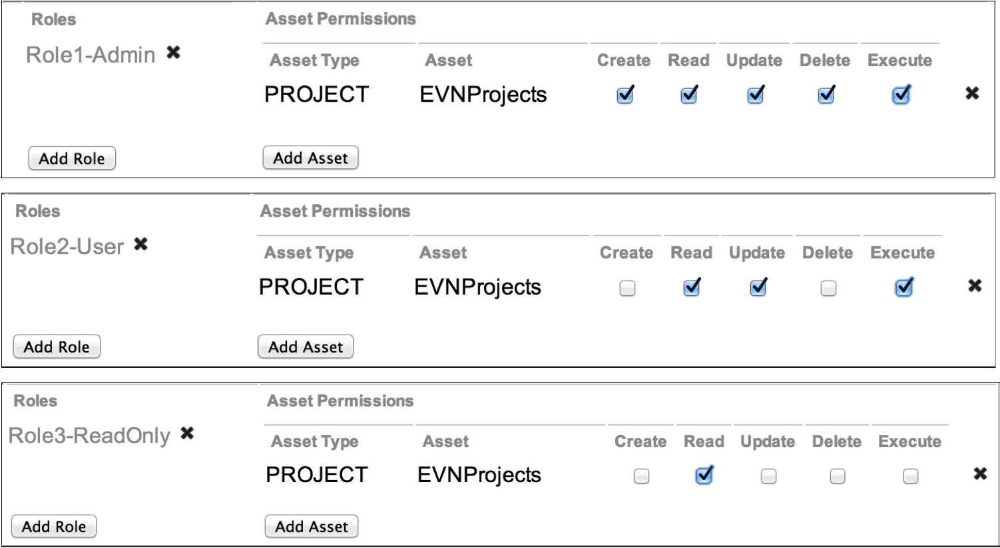 Roles Asset Permissions
Role1-Admin
Asset Type Asset Create Read Update Delete Execute
PROJECT EVNProjects
Add Role Add Asset
Roles Asset Permissions
Role2-User
Asset Type Asset Create Read Update Delete Execute
PROJECT EVNProjects
Add Role Add Asset
Roles Asset Permissions
Role3-ReadOnly
Asset Type Asset Create Read Update Delete Execute
PROJECT EVNProjects
Add Role Add Asset